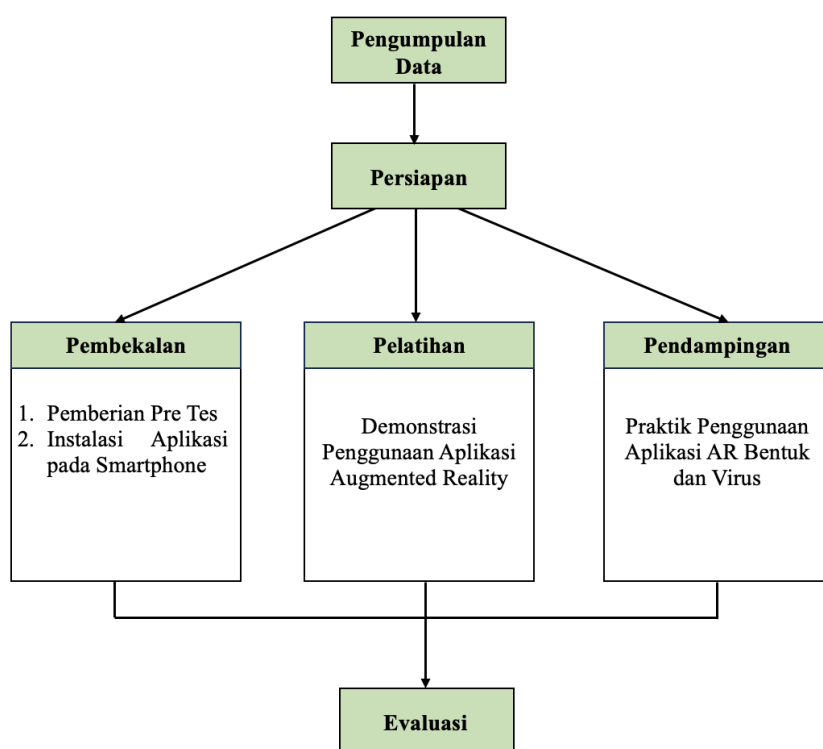 Pengumpulan
Data
Persiapan
Pembekalan
1. Pemberian Pre Tes
2. Instalasi Aplikasi
pada Smartphone
Pelatihan
Demonstrasi
Penggunaan Aplikasi
Augmented Reality
Pendampingan
Praktik Penggunaan
Aplikasi AR Bentuk
dan Virus
Evaluasi